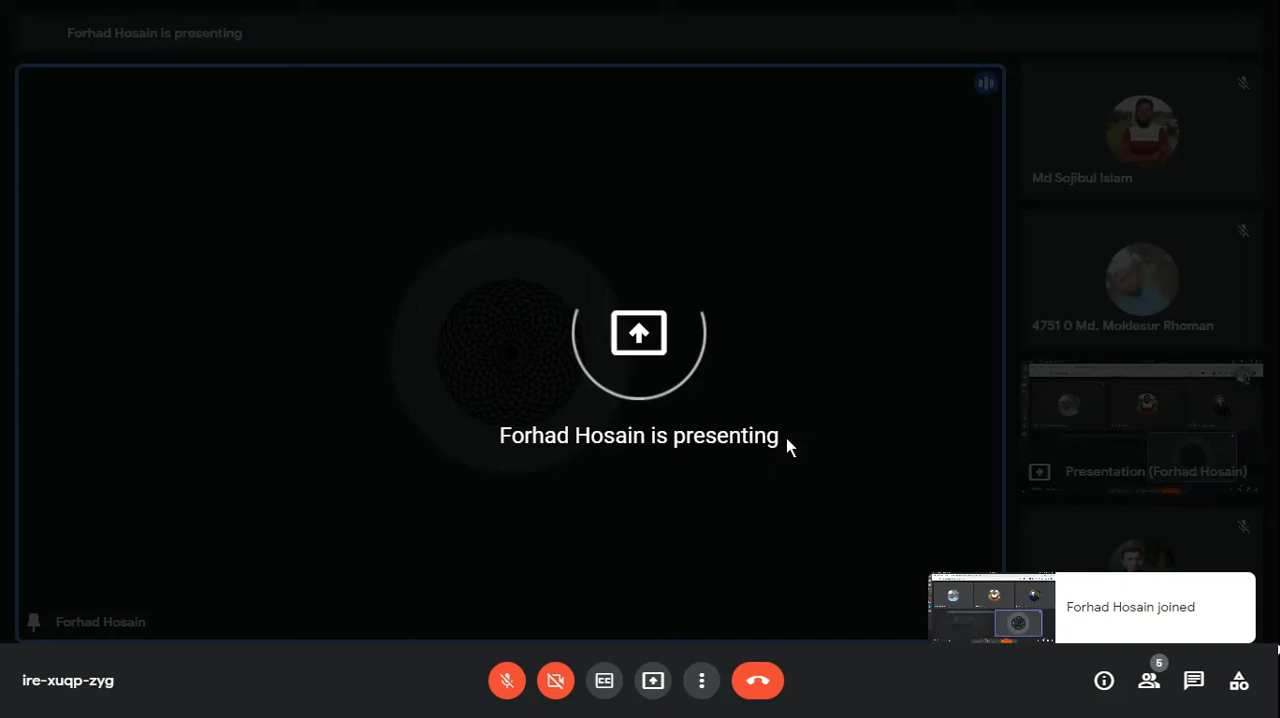 Forhad Hosain is presenting
Md Sojibul Islam
4751 0 Md. Moklesur Rhoman
Forhad Hosain is presenting
Presentation (Forhad Hosain)
Forhad Hosain joined
Forhad Hosain
ire-xuqp-zyg
CC
5